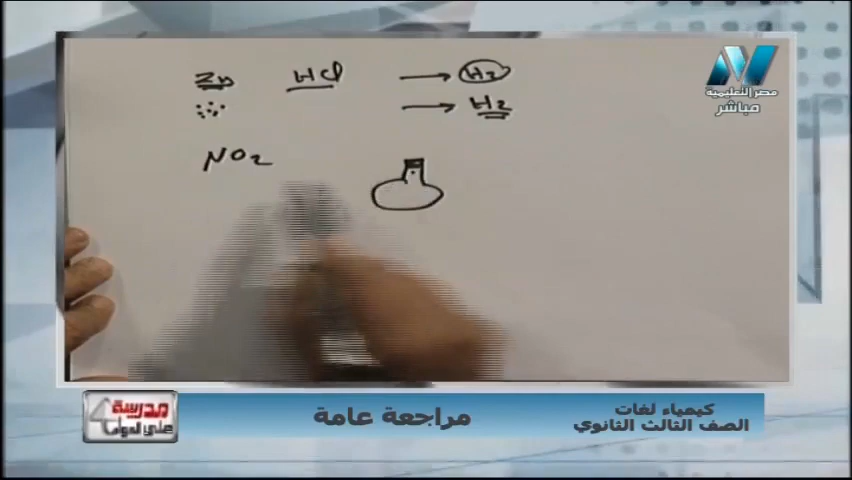 Zn HCl → H2
→ H2
NO2
مصر التعليمية
مباشر
مدرسة
على الهواء
مراجعة عامة
كيمياء لغات
الصف الثالث الثانوي